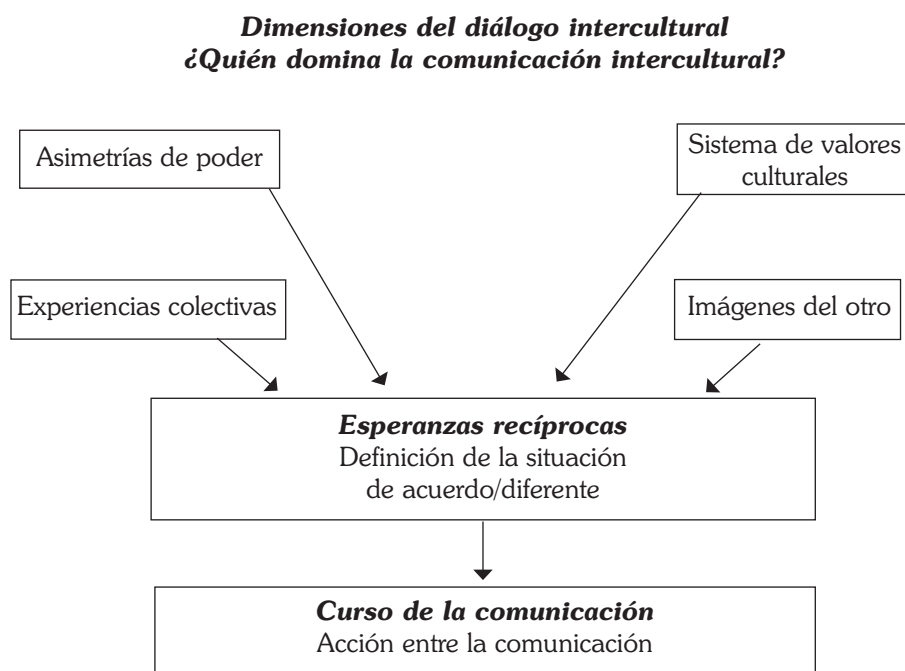 Dimensiones del diálogo intercultural
¿Quién domina la comunicación intercultural?
Asimetrías de poder
Sistema de valores
culturales
Experiencias colectivas
Imágenes del otro
Esperanzas recíprocas
Definición de la situación
de acuerdo/diferente
Curso de la comunicación
Acción entre la comunicación